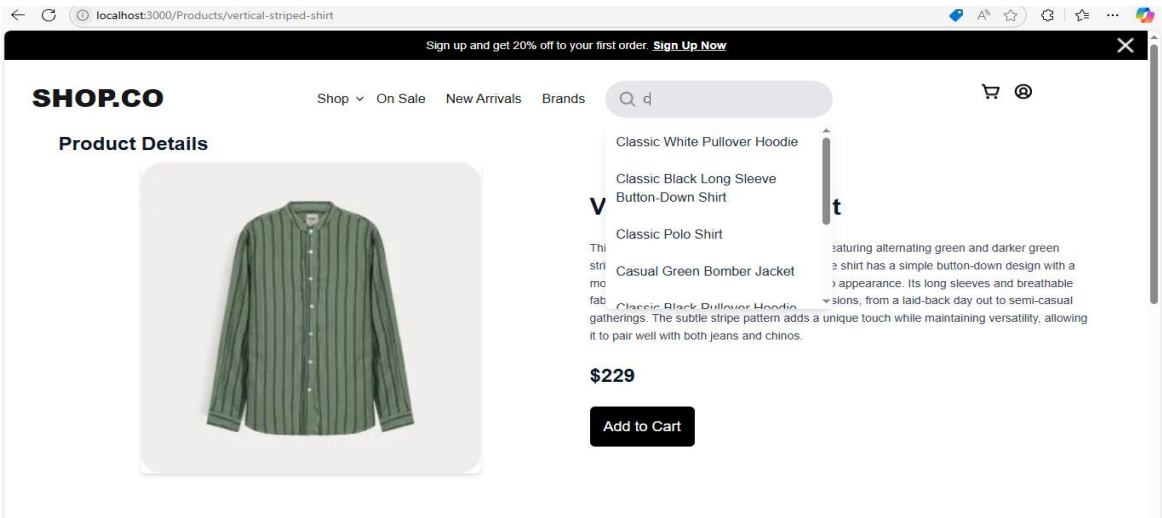 localhost:3000/Products/vertical-striped-shirt
Sign up and get 20% off to your first order. Sign Up Now
SHOP.CO
Shop
On Sale
New Arrivals
Brands
c
Product Details
Classic White Pullover Hoodie
Classic Black Long Sleeve
Button-Down Shirt
Classic Polo Shirt
Casual Green Bomber Jacket
Classic Black Pullover Hoodie
V
t
Thi
eaturing alternating green and darker green
stri
e shirt has a simple button-down design with a
mo
appearance. Its long sleeves and breathable
fab
sions, from a laid-back day out to semi-casual
gatherings. The subtle stripe pattern adds a unique touch while maintaining versatility, allowing
it to pair well with both jeans and chinos.
$229
Add to Cart